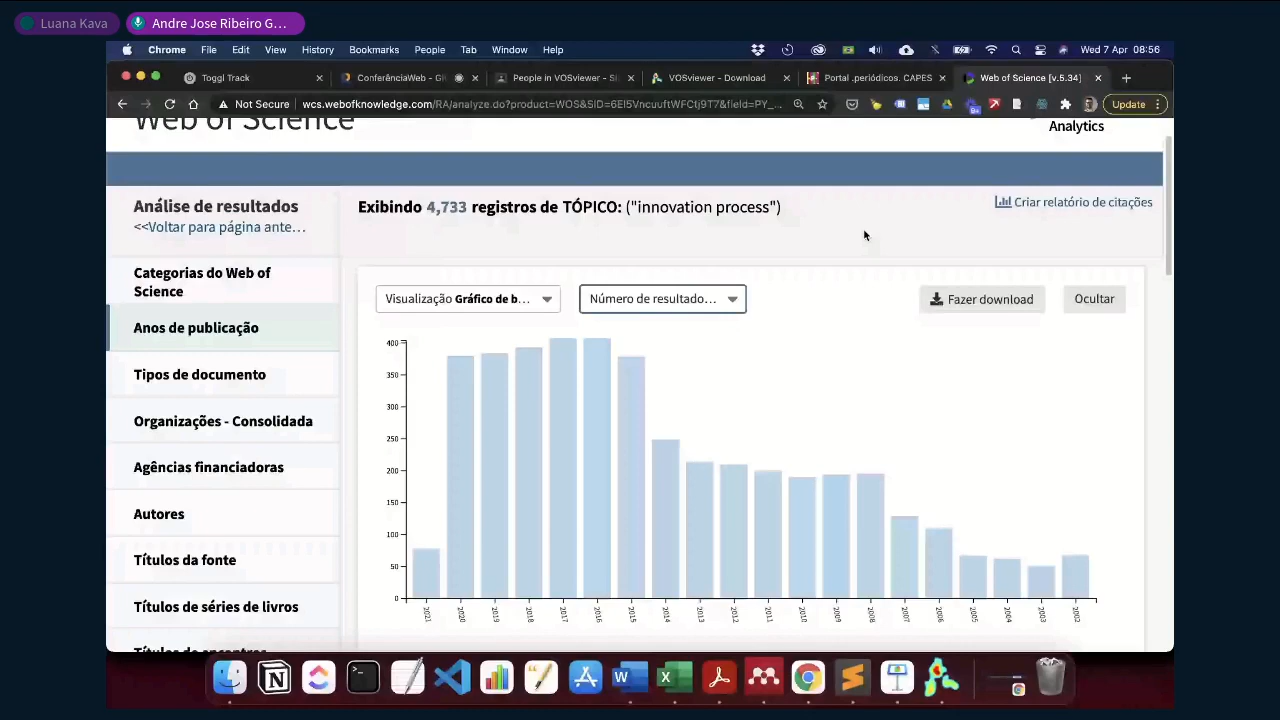 Luana Kava
Andre Jose Ribeiro G...
Chrome File Edit View History Bookmarks People Tab Window Help
Wed 7 Apr 08:56
Toggl Track
ConferênciaWeb - G
People in VOSviewer - S
VOSviewer - Download
Portal .periódicos. CAPES
Web of Science [v.5.34]
Not Secure
wcs.webofknowledge.com/RA/analyze.do?product=WOS&SID=6El5VncuuftWFCtj9T7&field=PY_...
9+
Update
Web of Science
Analytics
Análise de resultados
<<Voltar para página ante...
Exibindo 4,733 registros de TÓPICO: ("innovation process")
Criar relatório de citações
Categorias do Web of
Science
Anos de publicação
Tipos de documento
Organizações - Consolidada
Agências financiadoras
Autores
Títulos da fonte
Títulos de séries de livros
Títulos de encontros
Visualização Gráfico de b...
Número de resultado...
Fazer download
Ocultar
400
350
300
250
200
150
100
50
0
2021 2020 2019 2018 2017 2016 2015 2014 2013 2012 2011 2010 2009 2008 2007 2006 2005 2004 2003 2002